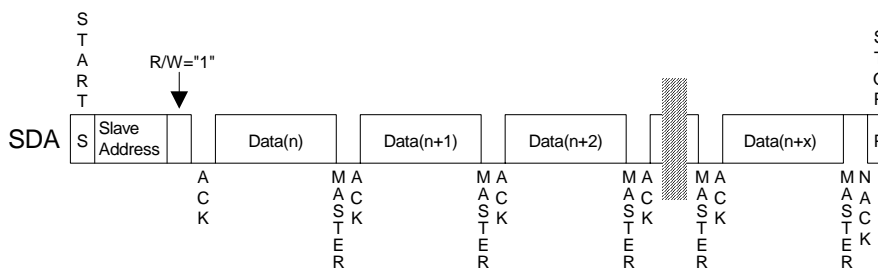 START
R/W="1"
SDA
S
Slave
Address
Data(n)
Data(n+1)
Data(n+2)
Data(n+x)
ACK
MASTER
ACK
MASTER
ACK
MASTER
ACK
MASTER
ACK
MASTER
NACK